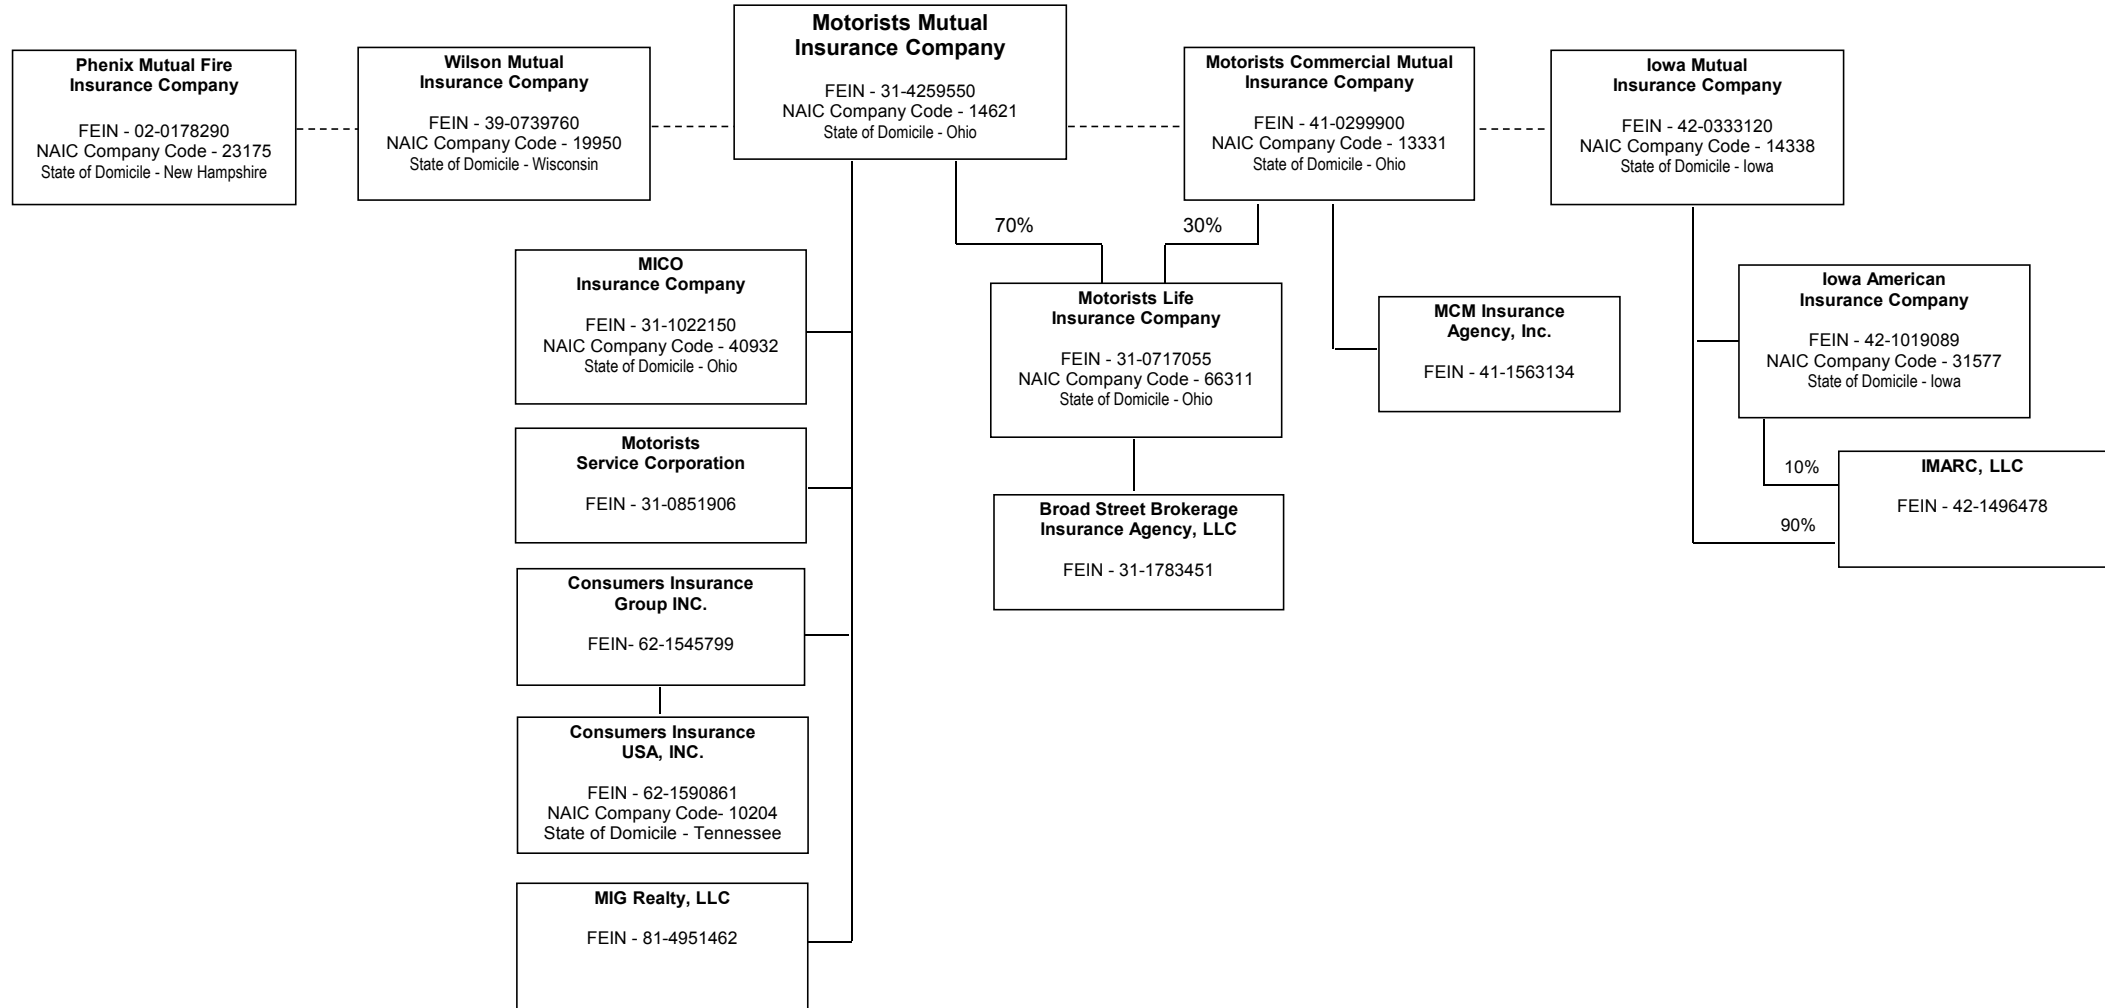 Motorists Mutual
Insurance Company
FEIN - 31-4259550
NAIC Company Code - 14621
State of Domicile - Ohio
Phenix Mutual Fire
Insurance Company
FEIN - 02-0178290
NAIC Company Code - 23175
State of Domicile - New Hampshire
Wilson Mutual
Insurance Company
FEIN - 39-0739760
NAIC Company Code - 19950
State of Domicile - Wisconsin
Motorists Commercial Mutual
Insurance Company
FEIN - 41-0299900
NAIC Company Code - 13331
State of Domicile - Ohio
Iowa Mutual
Insurance Company
FEIN - 42-0333120
NAIC Company Code - 14338
State of Domicile - Iowa
70%
30%
MICO
Insurance Company
FEIN - 31-1022150
NAIC Company Code - 40932
State of Domicile - Ohio
Motorists Life
Insurance Company
FEIN - 31-0717055
NAIC Company Code - 66311
State of Domicile - Ohio
MCM Insurance
Agency, Inc.
FEIN - 41-1563134
Iowa American
Insurance Company
FEIN - 42-1019089
NAIC Company Code - 31577
State of Domicile - Iowa
Motorists
Service Corporation
FEIN - 31-0851906
10%
90%
IMARC, LLC
FEIN - 42-1496478
Broad Street Brokerage
Insurance Agency, LLC
FEIN - 31-1783451
Consumers Insurance
Group INC.
FEIN- 62-1545799
Consumers Insurance
USA, INC.
FEIN - 62-1590861
NAIC Company Code- 10204
State of Domicile - Tennessee
MIG Realty, LLC
FEIN - 81-4951462